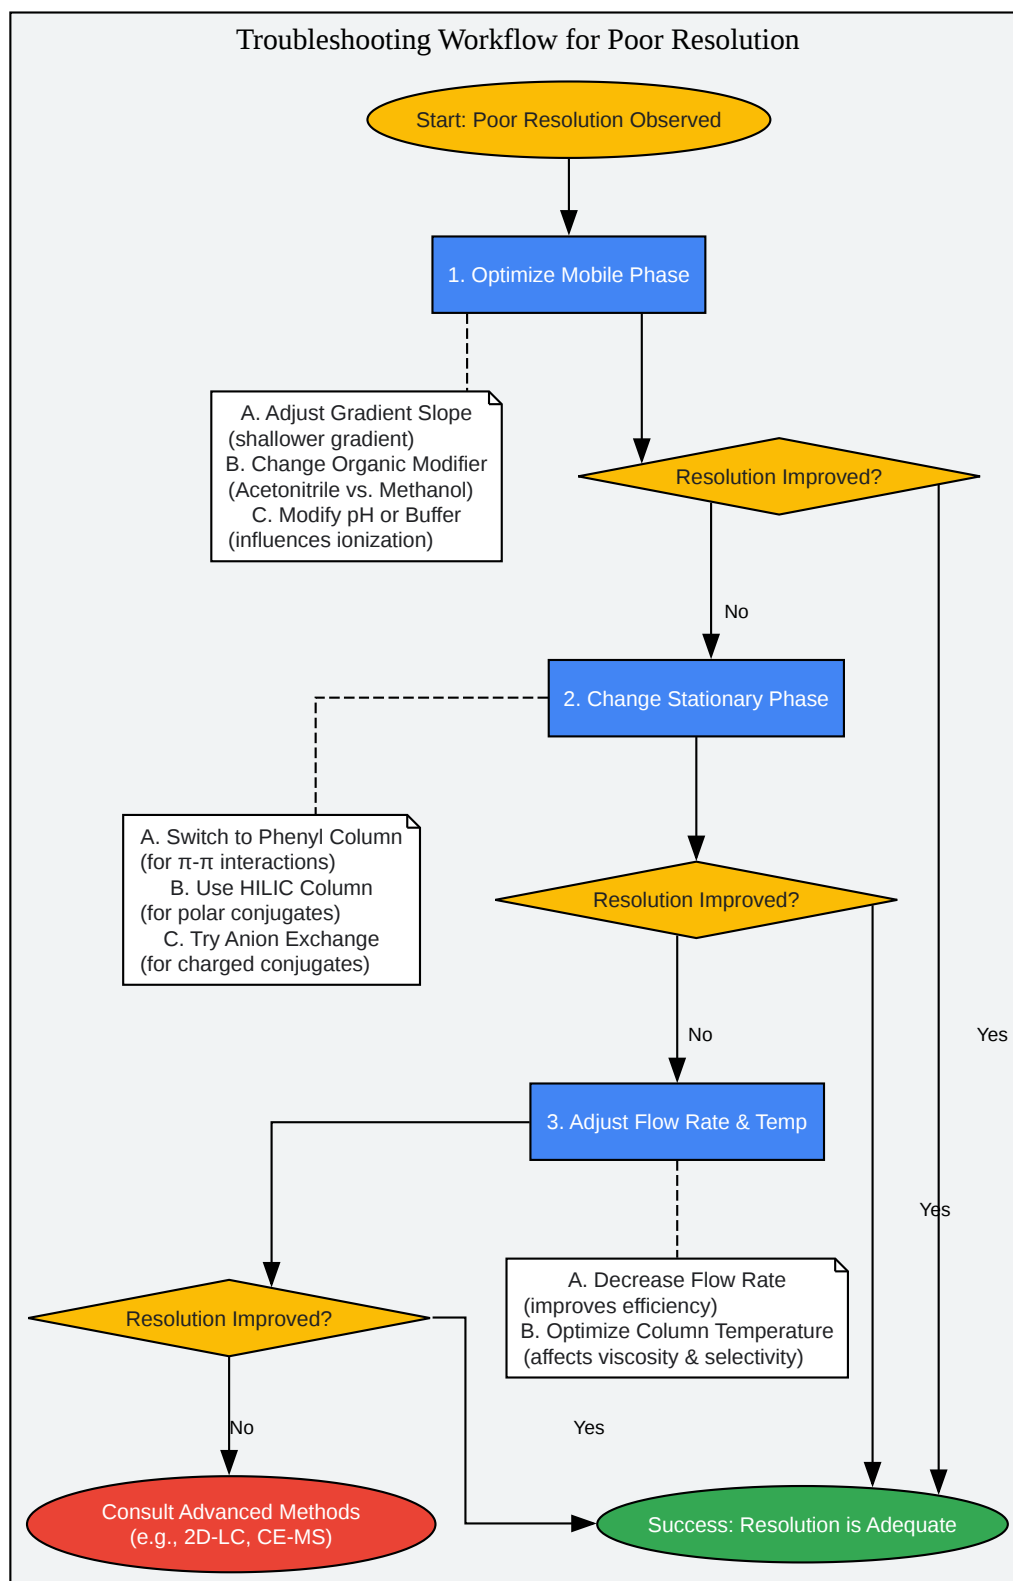 Troubleshooting Workflow for Poor Resolution
Start: Poor Resolution Observed
1. Optimize Mobile Phase
A. Adjust Gradient Slope
(shallower gradient)
B. Change Organic Modifier
(Acetonitrile vs. Methanol)
C. Modify pH or Buffer
(influences ionization)
Resolution Improved?
No
2. Change Stationary Phase
A. Switch to Phenyl Column
(for π-π interactions)
B. Use HILIC Column
(for polar conjugates)
C. Try Anion Exchange
(for charged conjugates)
Resolution Improved?
No
Yes
3. Adjust Flow Rate & Temp
Yes
A. Decrease Flow Rate
(improves efficiency)
B. Optimize Column Temperature
(affects viscosity & selectivity)
Resolution Improved?
No
Yes
Consult Advanced Methods
(e.g., 2D-LC, CE-MS)
Success: Resolution is Adequate